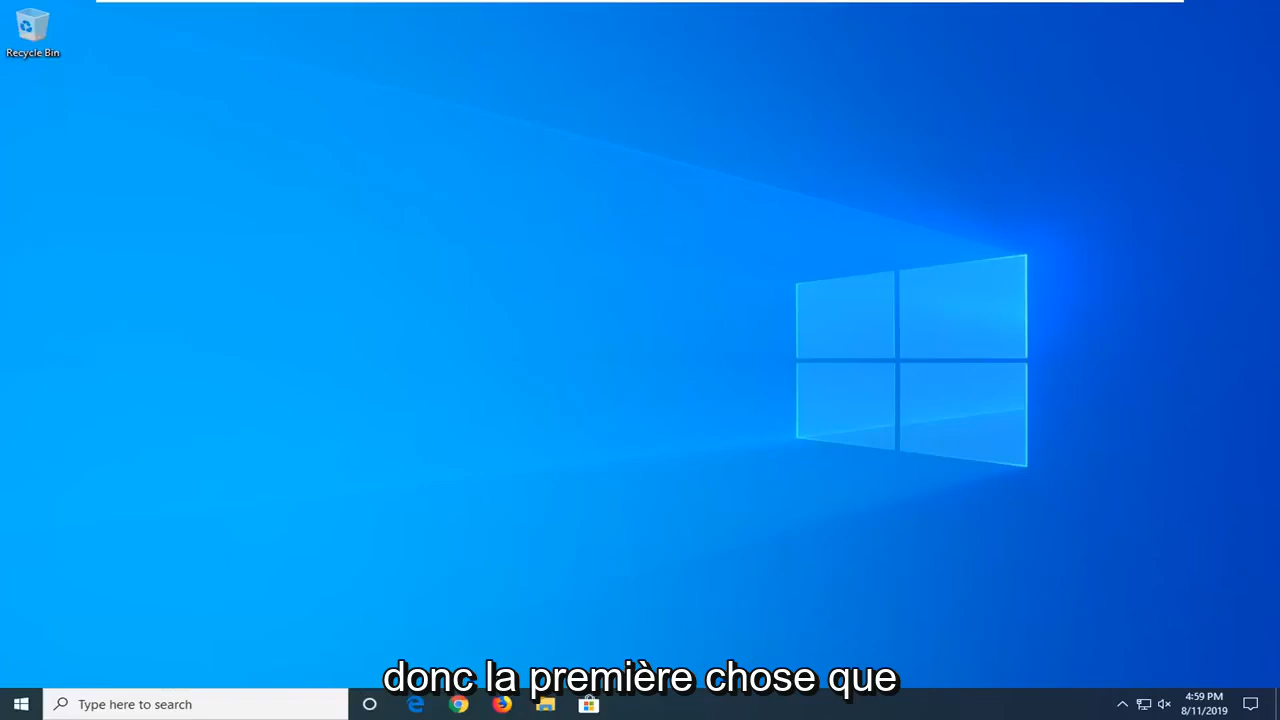 Recycle Bin
donc la première chose que
Type here to search
4:59 PM
8/11/2019